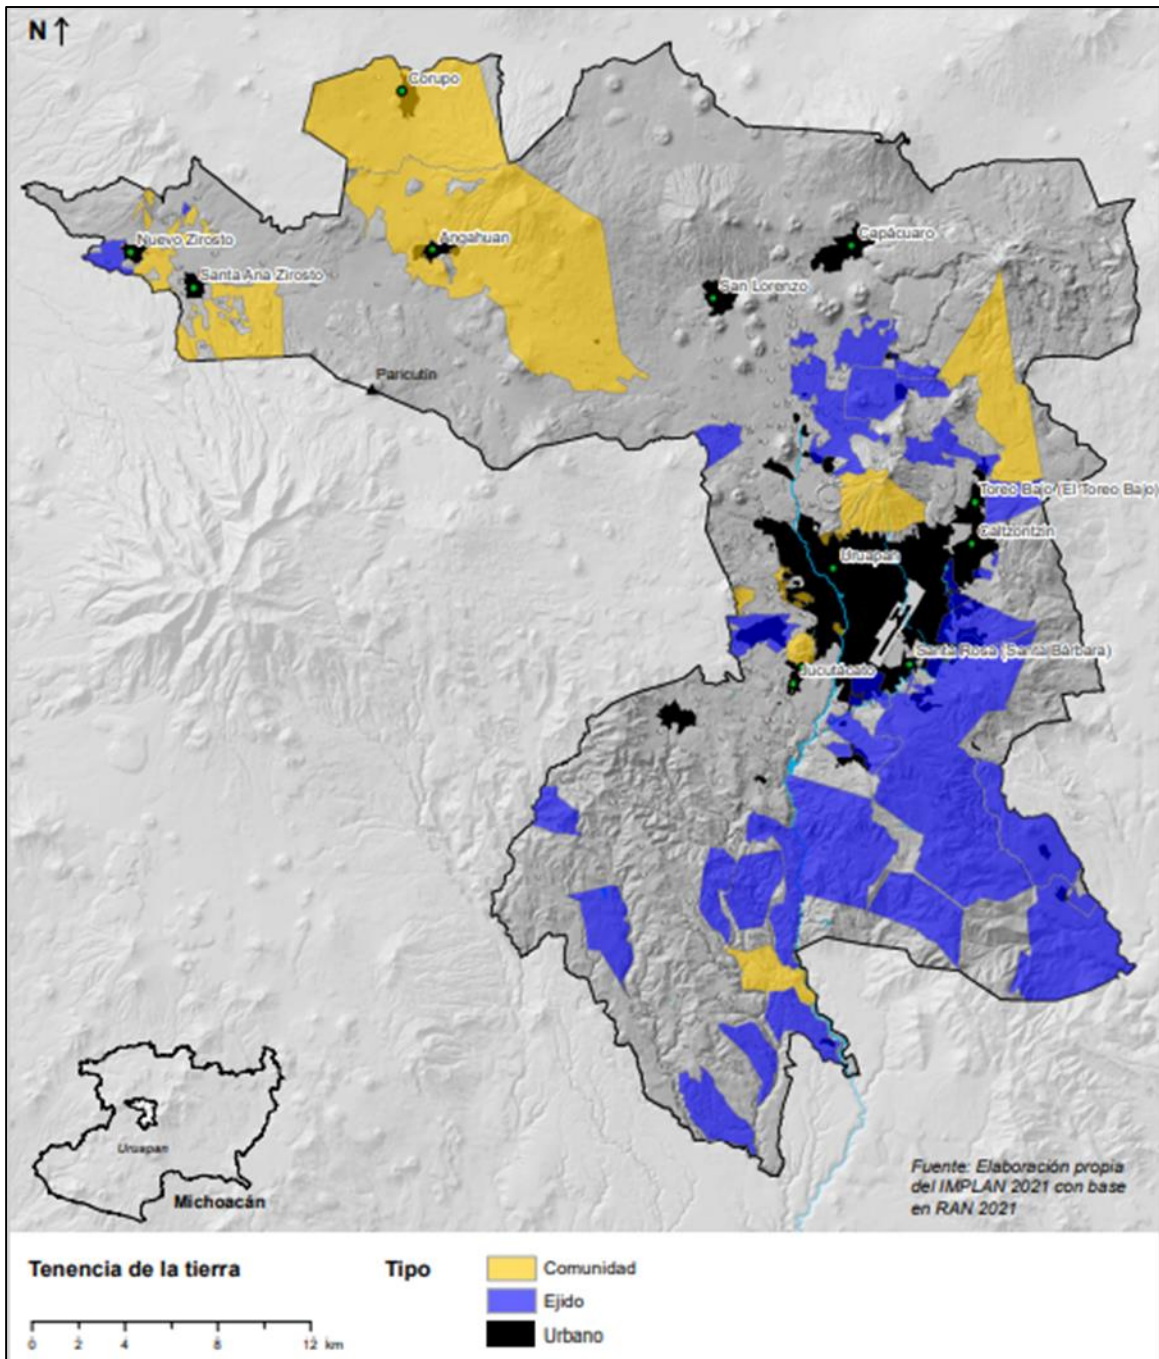 N
Corupo
Nuevo Zirosto
Angahuan
Capácuaro
Santa Ana Zirosto
San Lorenzo
Paricutín
Toreo Bajo (El Toreo Bajo)
Caltzontzin
Uruapan
Santa Rosa (Santa Bárbara)
Jucutacato
Uruapan
Michoacán
Fuente: Elaboración propia
del IMPLAN 2021 con base
en RAN 2021
Tenencia de la tierra
Tipo
Comunidad
Ejido
Urbano
0 2 4 8 12 km